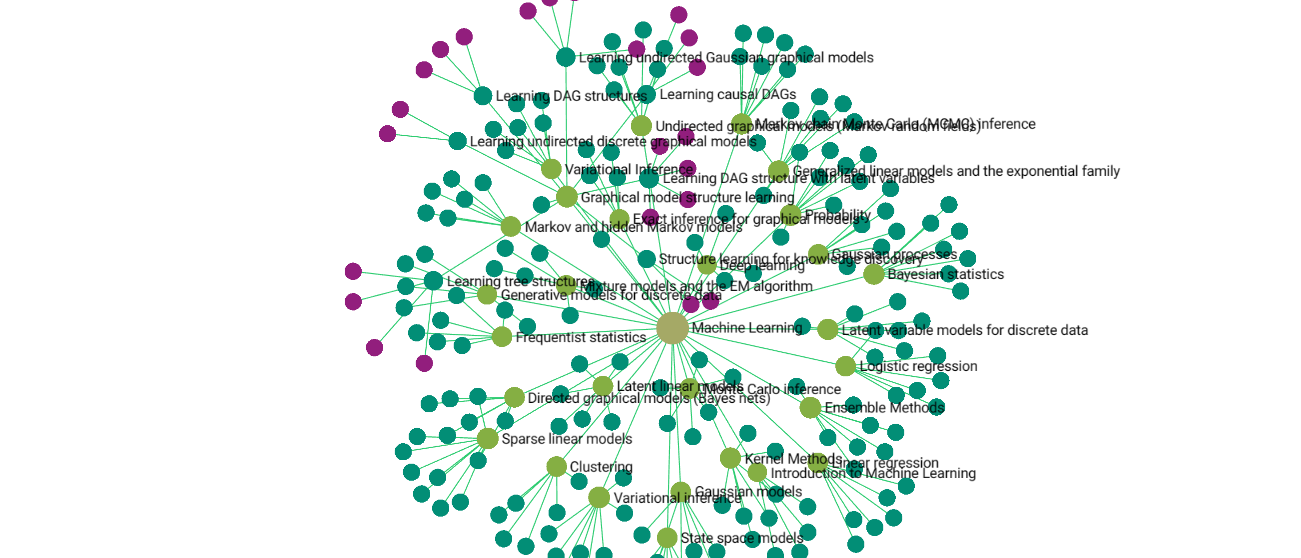 Learning undirected Gaussian graphical models
Learning DAG structures
Learning causal DAGs
Undirected graphical models (Markov random fields)
Markov chain Monte Carlo (MCMC) inference
Learning undirected discrete graphical models
Variational Inference
Generalized linear models and the exponential family
Learning DAG structure with latent variables
Graphical model structure learning
Exact inference for graphical models
Probability
Markov and hidden Markov models
Structure learning for knowledge discovery
Gaussian processes
Deep learning
Bayesian statistics
Learning tree structures
Mixture models and the EM algorithm
Generative models for discrete data
Machine Learning
Latent variable models for discrete data
Frequentist statistics
Logistic regression
Latent linear models
Monte Carlo inference
Directed graphical models (Bayes nets)
Ensemble Methods
Sparse linear models
Kernel Methods
Linear regression
Clustering
Introduction to Machine Learning
Gaussian models
Variational inference
State space models